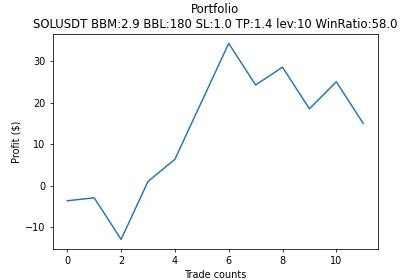 Portfolio
SOLUSDT BBM:2.9 BBL:180 SL:1.0 TP:1.4 lev:10 WinRatio:58.0
Profit ($)
30
20
10
0
−10
0 2 4 6 8 10
Trade counts